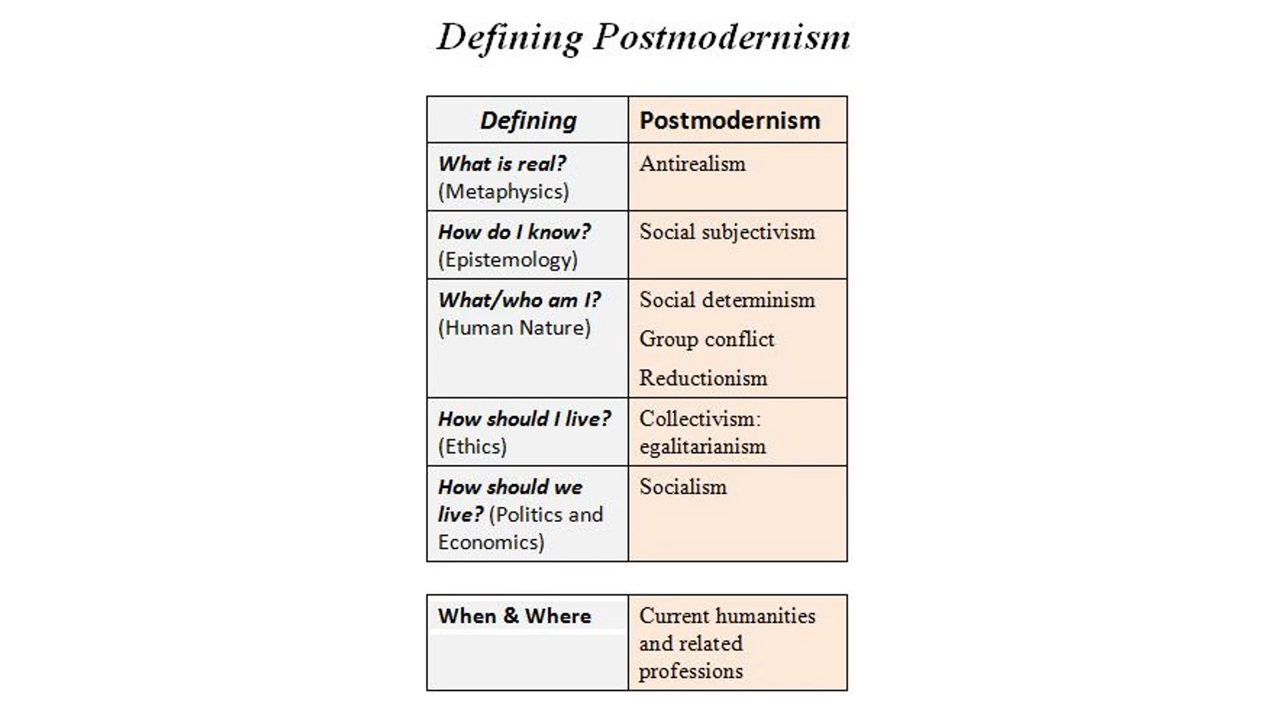 Defining Postmodernism
Defining
Postmodernism
What is real?
(Metaphysics)
Antirealism
How do I know?
(Epistemology)
Social subjectivism
What/who am I?
(Human Nature)
Social determinism
Group conflict
Reductionism
How should I live?
(Ethics)
Collectivism:
egalitarianism
How should we
live? (Politics and
Economics)
Socialism
When & Where
Current humanities
and related
professions